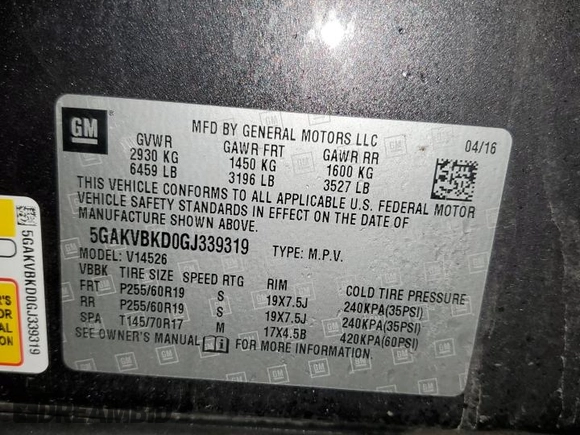 GM
MFD BY GENERAL MOTORS LLC 04/16
GVWR GAWR FRT GAWR RR
2930 KG 1450 KG 1600 KG
6459 LB 3196 LB 3527 LB
THIS VEHICLE CONFORMS TO ALL APPLICABLE U.S. FEDERAL MOTOR
VEHICLE SAFETY STANDARDS IN EFFECT ON THE DATE OF
MANUFACTURE SHOWN ABOVE.
5GAKVBKD0GJ339319 TYPE: M.P.V.
MODEL: V14526
VBBK TIRE SIZE SPEED RTG RIM COLD TIRE PRESSURE
FRT P255/60R19 S 19X7.5J 240KPA(35PSI)
RR P255/60R19 S 19X7.5J 240KPA(35PSI)
SPA T145/70R17 M 17X4.5B 420KPA(60PSI)
SEE OWNER'S MANUAL FOR MORE INFORMATION.
5GAKVBKD0GJ339319